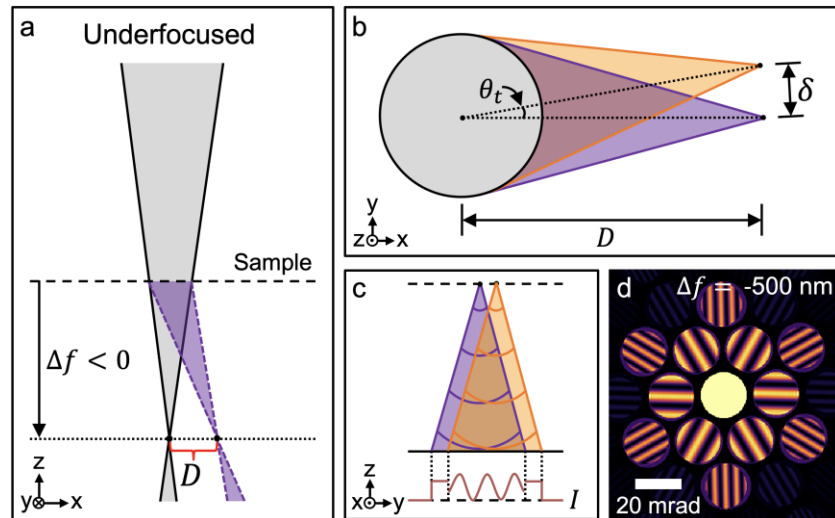 a
Underfocused
Sample
Δf < 0
D
z
y x
b
θt
δ
D
y
z x
c
z
x y
I
d Δf = -500 nm
20 mrad